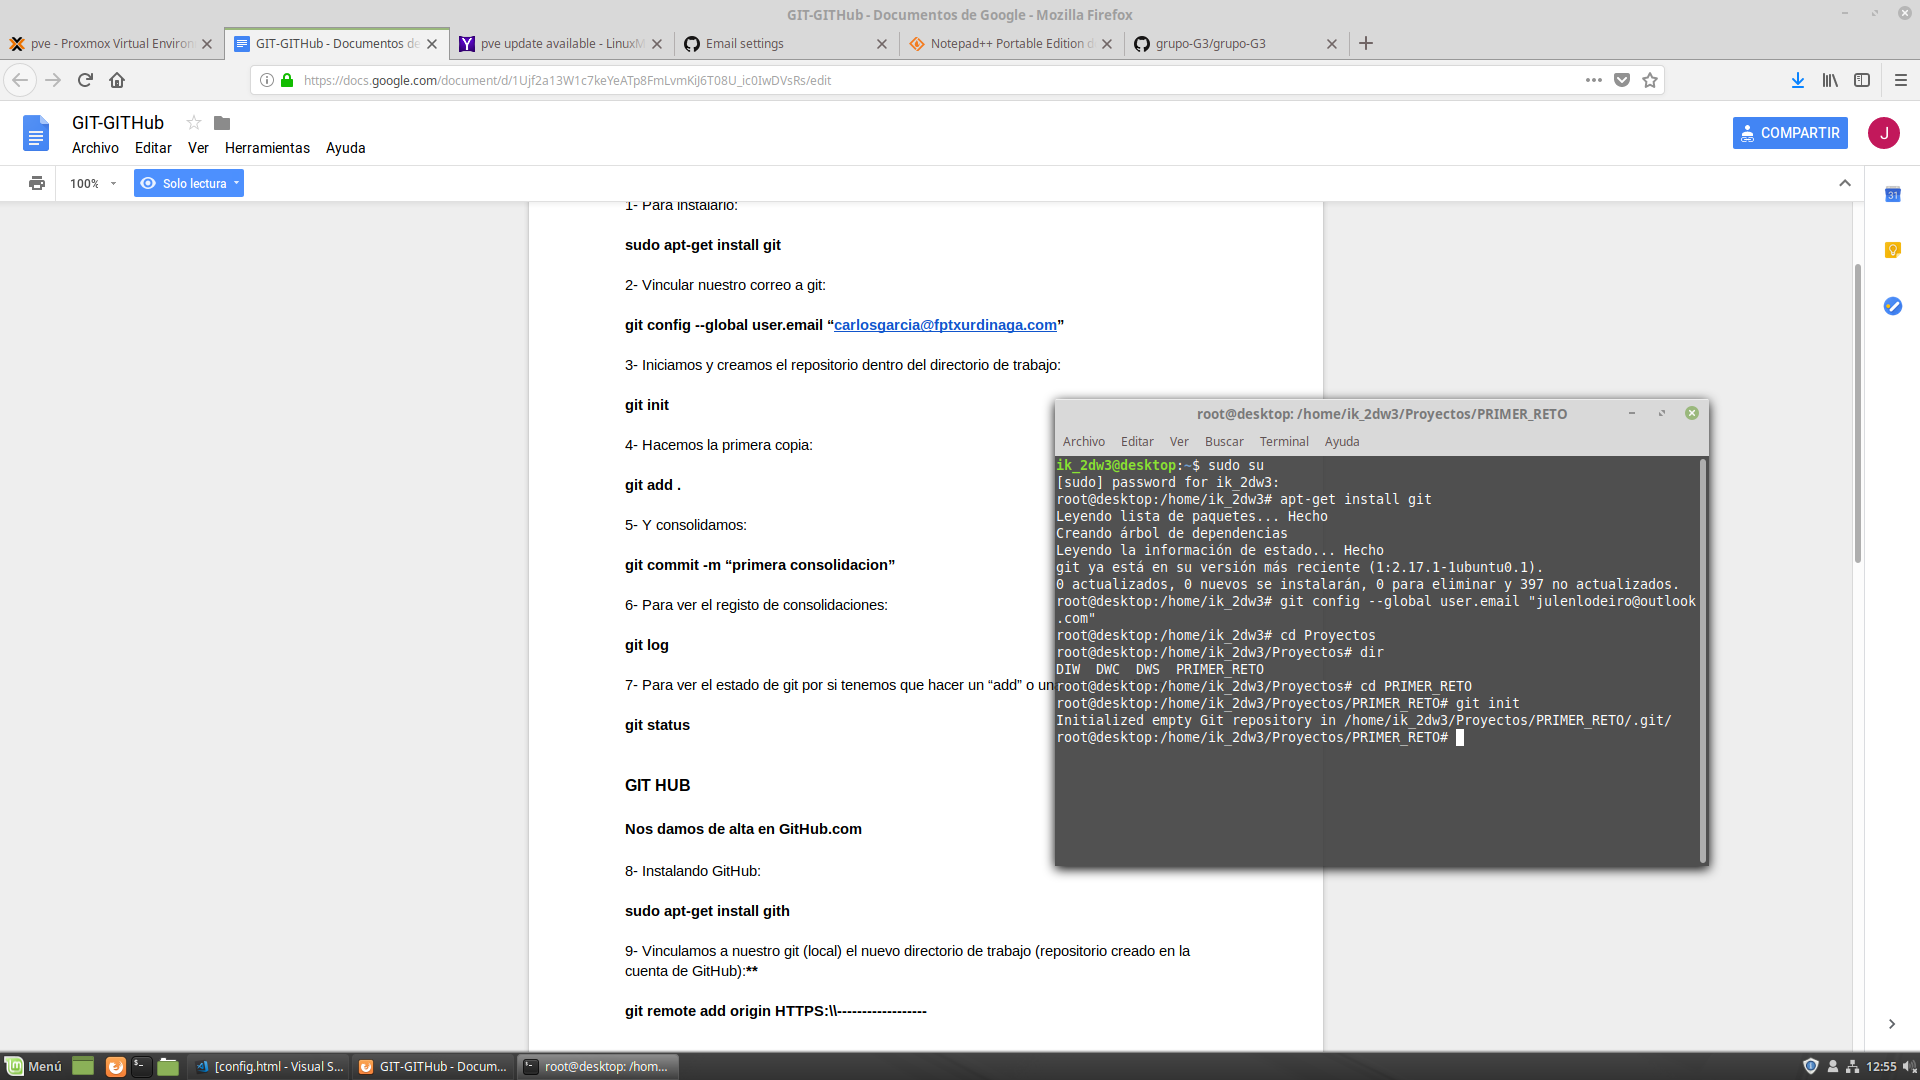 GIT-GITHub - Documentos de Google - Mozilla Firefox
pve - Proxmox Virtual Environ
GIT-GITHub - Documentos de
pve update available - LinuxM
Email settings
Notepad++ Portable Edition d
grupo-G3/grupo-G3
https://docs.google.com/document/d/1Ujf2a13W1c7keYeATp8FmLvmKiJ6T08U_ic0IwDVsRs/edit
GIT-GITHub
Archivo Editar Ver Herramientas Ayuda
COMPARTIR
J
100%
Solo lectura
31
1- Para instalarlo:
sudo apt-get install git
2- Vincular nuestro correo a git:
git config --global user.email “carlosgarcia@fptxurdinaga.com”
3- Iniciamos y creamos el repositorio dentro del directorio de trabajo:
git init
4- Hacemos la primera copia:
git add .
5- Y consolidamos:
git commit -m “primera consolidacion”
6- Para ver el registo de consolidaciones:
git log
7- Para ver el estado de git por si tenemos que hacer un “add” o un
git status
GIT HUB
Nos damos de alta en GitHub.com
8- Instalando GitHub:
sudo apt-get install gith
9- Vinculamos a nuestro git (local) el nuevo directorio de trabajo (repositorio creado en la
cuenta de GitHub):**
git remote add origin HTTPS:\\------------------
root@desktop: /home/ik_2dw3/Proyectos/PRIMER_RETO
Archivo Editar Ver Buscar Terminal Ayuda
ik_2dw3@desktop:~$ sudo su
[sudo] password for ik_2dw3:
root@desktop:/home/ik_2dw3# apt-get install git
Leyendo lista de paquetes... Hecho
Creando árbol de dependencias
Leyendo la información de estado... Hecho
git ya está en su versión más reciente (1:2.17.1-1ubuntu0.1).
0 actualizados, 0 nuevos se instalarán, 0 para eliminar y 397 no actualizados.
root@desktop:/home/ik_2dw3# git config --global user.email "julenlodeiro@outlook
.com"
root@desktop:/home/ik_2dw3# cd Proyectos
root@desktop:/home/ik_2dw3/Proyectos# dir
DIW DWC DWS PRIMER_RETO
root@desktop:/home/ik_2dw3/Proyectos# cd PRIMER_RETO
root@desktop:/home/ik_2dw3/Proyectos/PRIMER_RETO# git init
Initialized empty Git repository in /home/ik_2dw3/Proyectos/PRIMER_RETO/.git/
root@desktop:/home/ik_2dw3/Proyectos/PRIMER_RETO#
Menú
[config.html - Visual S...
GIT-GITHub - Docum...
root@desktop: /hom...
12:55